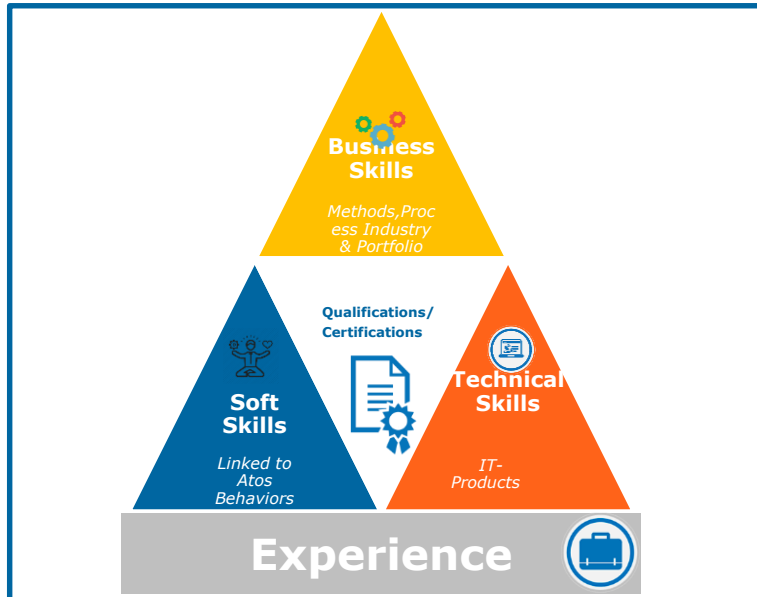 Business
Skills
Methods,Proc
ess Industry
& Portfolio
Qualifications/
Certifications
Soft
Skills
Linked to
Atos
Behaviors
Technical
Skills
IT-
Products
Experience